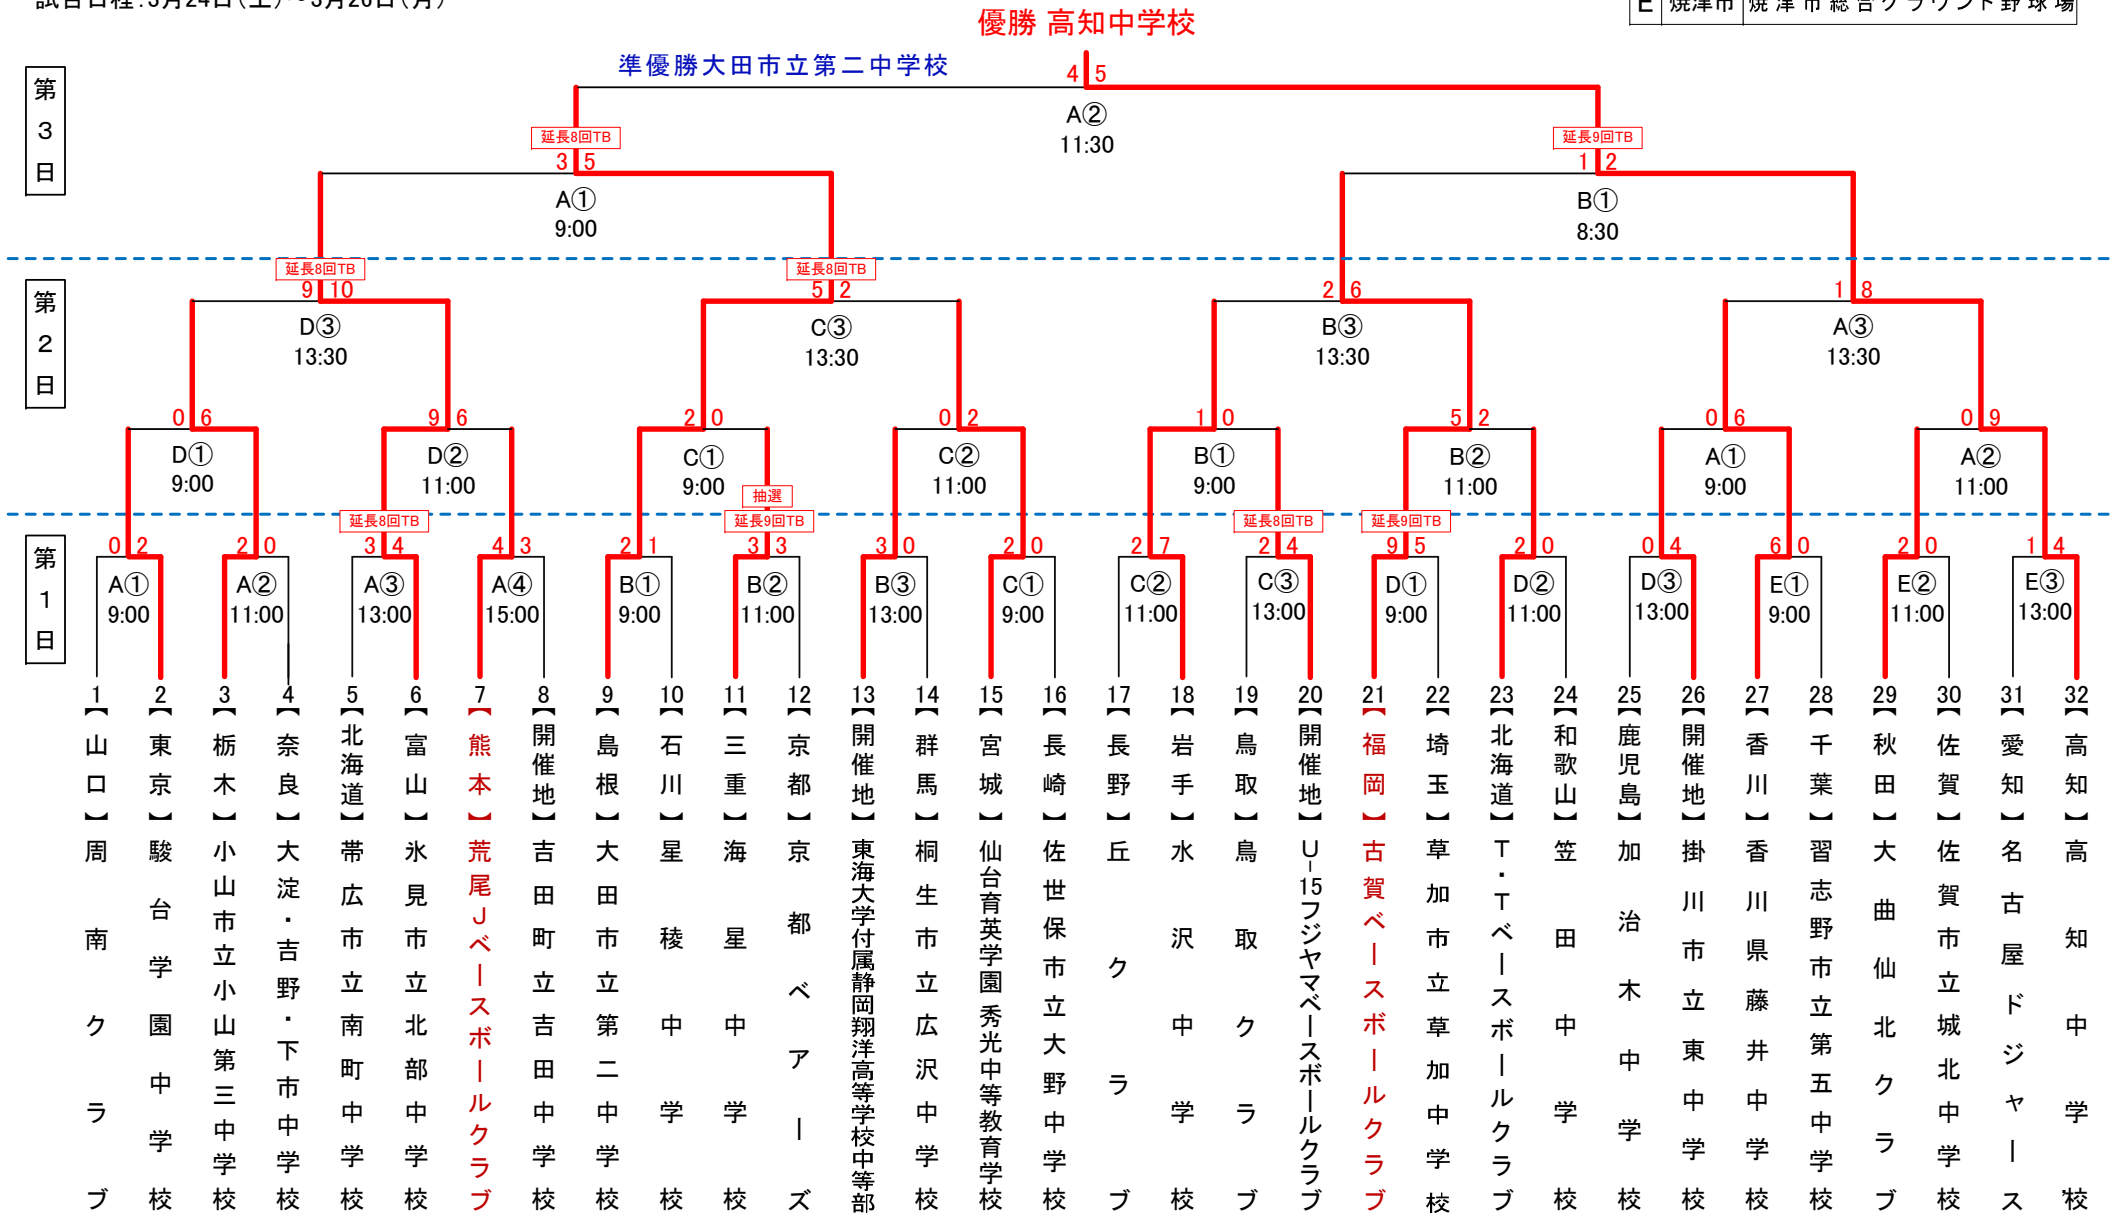 優勝 高知中学校
E 焼津市 焼津市総合グラウンド野球場
準優勝大田市立第二中学校
4 5
第3日
A②
11:30
延長8回TB
延長9回TB
3 5
1 2
A①
9:00
B①
8:30
延長8回TB
延長8回TB
第2日
9 10
5 2
2 6
1 8
D③
13:30
C③
13:30
B③
13:30
A③
13:30
0 6
9 6
2 0
0 2
1 0
5 2
0 6
0 9
D①
9:00
D②
11:00
C①
9:00
C②
11:00
B①
9:00
B②
11:00
A①
9:00
A②
11:00
抽選
延長8回TB
延長9回TB
延長8回TB
延長9回TB
第1日
0 2
2 0
3 4
4 3
2 1
3 3
3 0
2 0
2 7
2 4
9 5
2 0
0 4
6 0
2 0
1 4
A①
9:00
A②
11:00
A③
13:00
A④
15:00
B①
9:00
B②
11:00
B③
13:00
C①
9:00
C②
11:00
C③
13:00
D①
9:00
D②
11:00
D③
13:00
E①
9:00
E②
11:00
E③
13:00
1【山口】周南クラブ
2【東京】駿台学園中学校
3【栃木】小山市立小山第三中学校
4【奈良】大淀・吉野・下市中学校
5【北海道】帯広市立南町中学校
6【富山】氷見市立北部中学校
7【熊本】荒尾Jベースボールクラブ
8【開催地】吉田町立吉田中学校
9【島根】大田市立第二中学校
10【石川】星稜中学校
11【三重】海星中学校
12【京都】京都ベアーズ
13【開催地】東海大学付属静岡翔洋高等学校中等部
14【群馬】桐生市立広沢中学校
15【宮城】仙台育英学園秀光中等教育学校
16【長崎】佐世保市立大野中学校
17【長野】丘クラブ
18【岩手】水沢中学校
19【鳥取】鳥取クラブ
20【開催地】U-15フジヤマベースボールクラブ
21【福岡】古賀ベースボールクラブ
22【埼玉】草加市立草加中学校
23【北海道】T・Tベースボールクラブ
24【和歌山】笠田中学校
25【鹿児島】加治木中学校
26【開催地】掛川市立東中学校
27【香川】香川県藤井中学校
28【千葉】習志野市立第五中学校
29【秋田】大曲仙北クラブ
30【佐賀】佐賀市立城北中学校
31【愛知】名古屋ドジャース
32【高知】高知中学'校